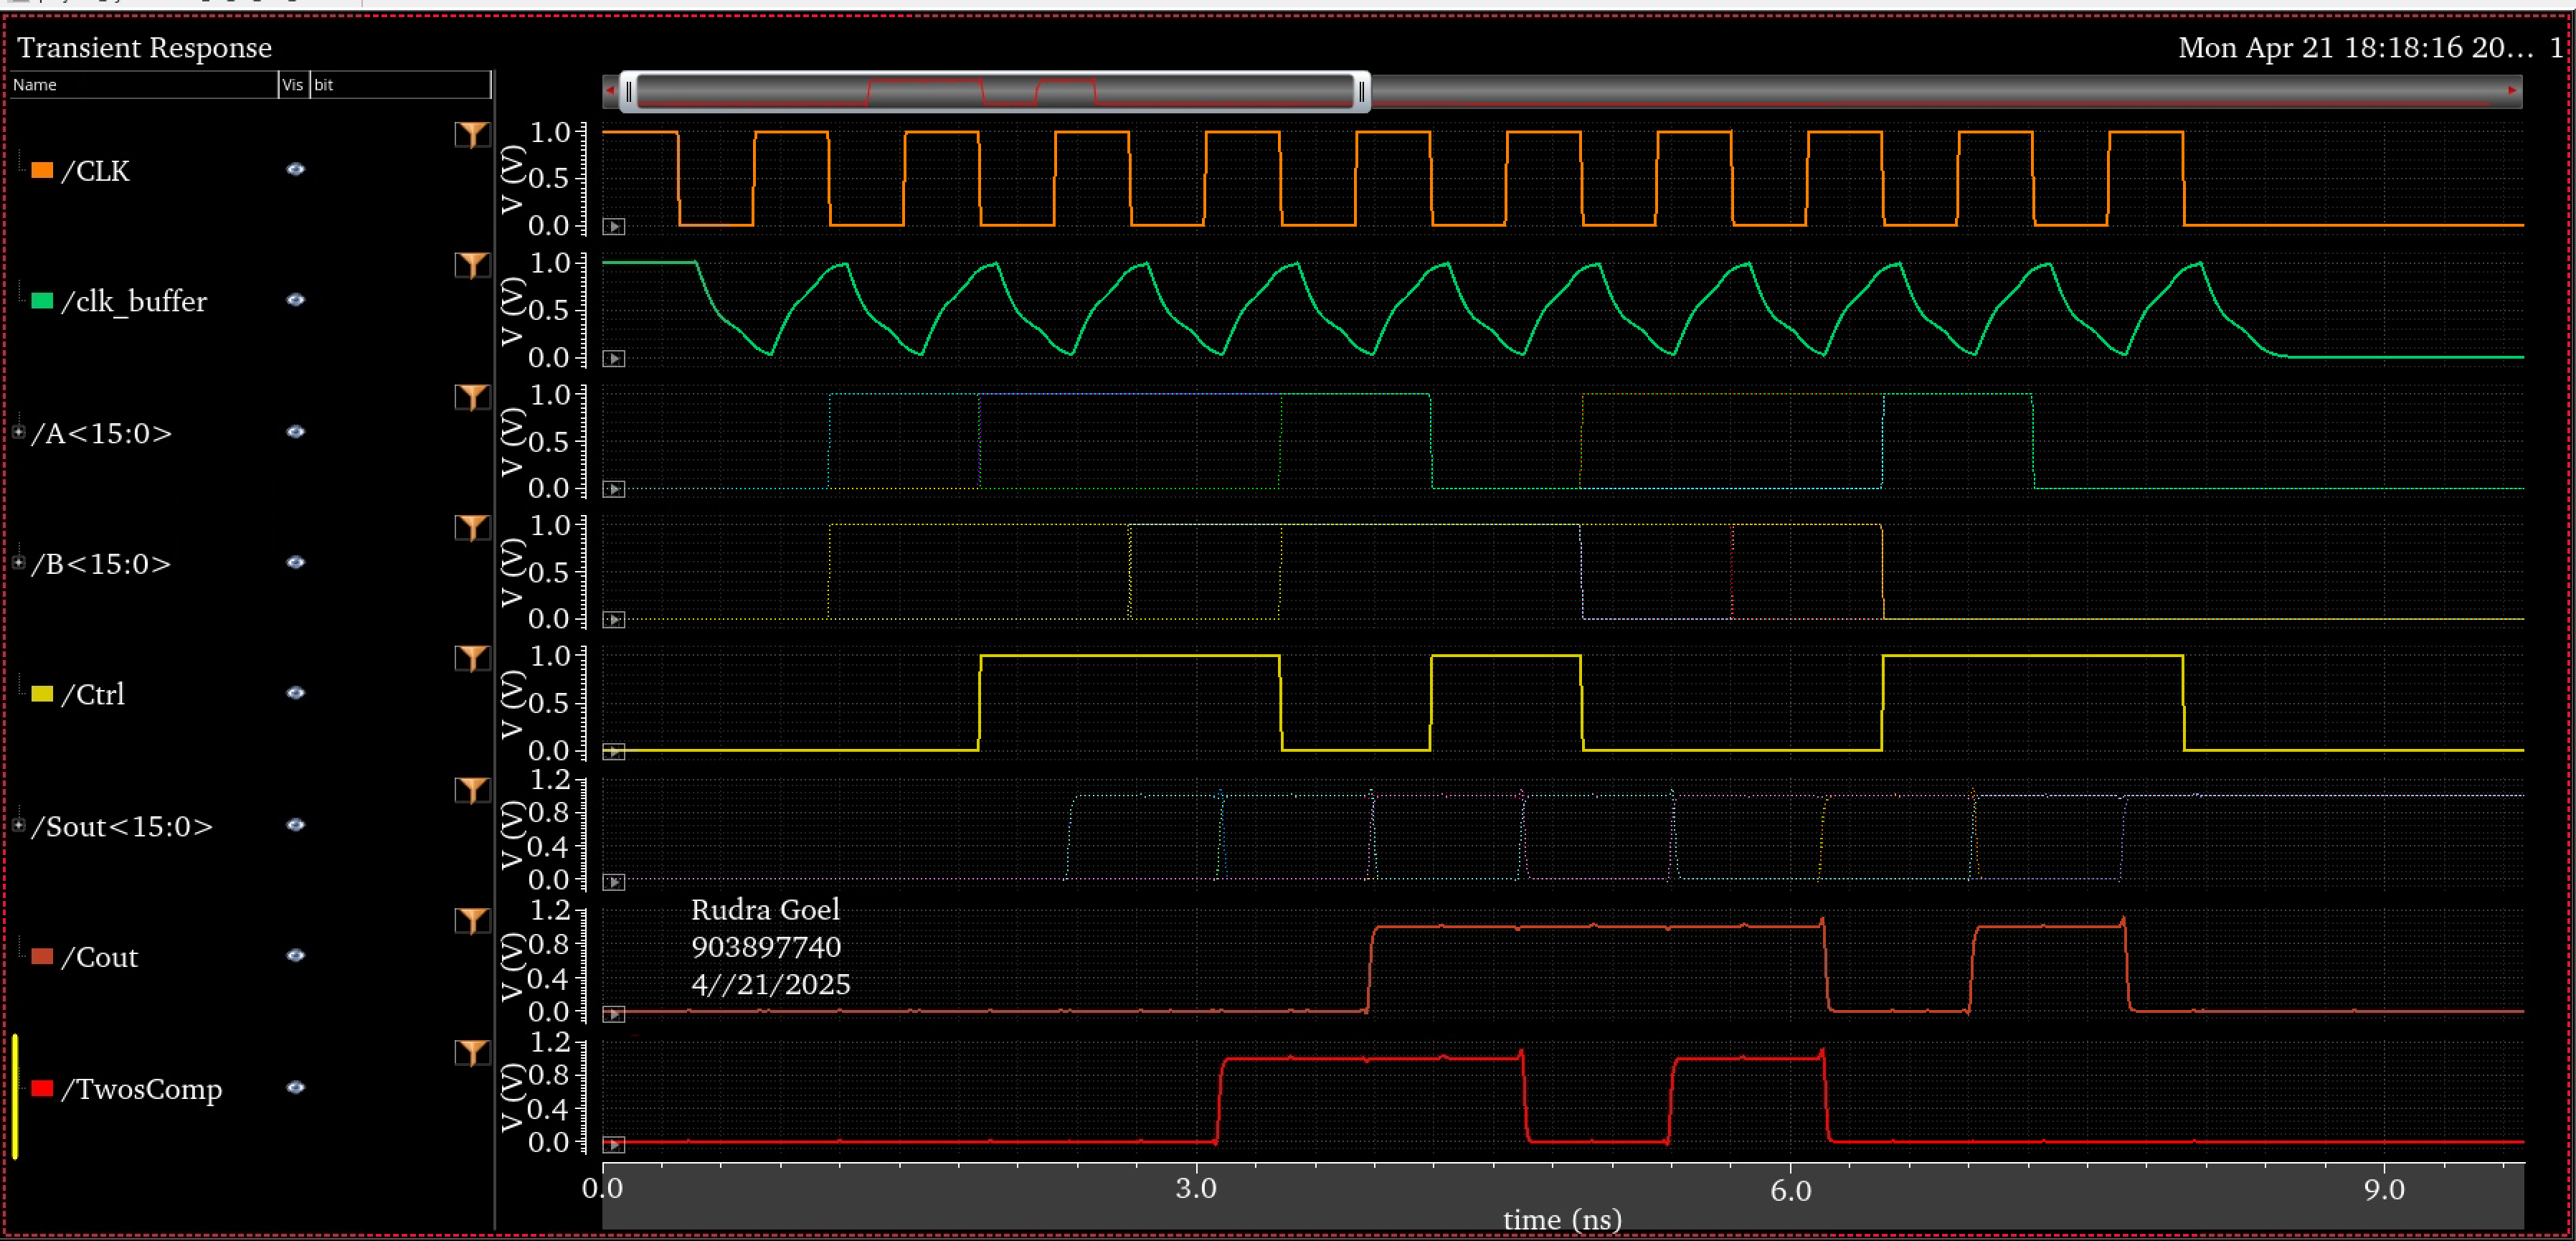 Transient Response
Mon Apr 21 18:18:16 20... 1
Name Vis bit
/CLK
V (V)
1.0
0.5
0.0
/clk_buffer
V (V)
1.0
0.5
0.0
/A<15:0>
V (V)
1.0
0.5
0.0
/B<15:0>
V (V)
1.0
0.5
0.0
/Ctrl
V (V)
1.0
0.5
0.0
/Sout<15:0>
V (V)
1.2
0.8
0.4
0.0
/Cout
V (V)
1.2
0.8
0.4
0.0
Rudra Goel
903897740
4//21/2025
/TwosComp
V (V)
1.2
0.8
0.4
0.0
0.0 3.0 6.0 9.0
time (ns)